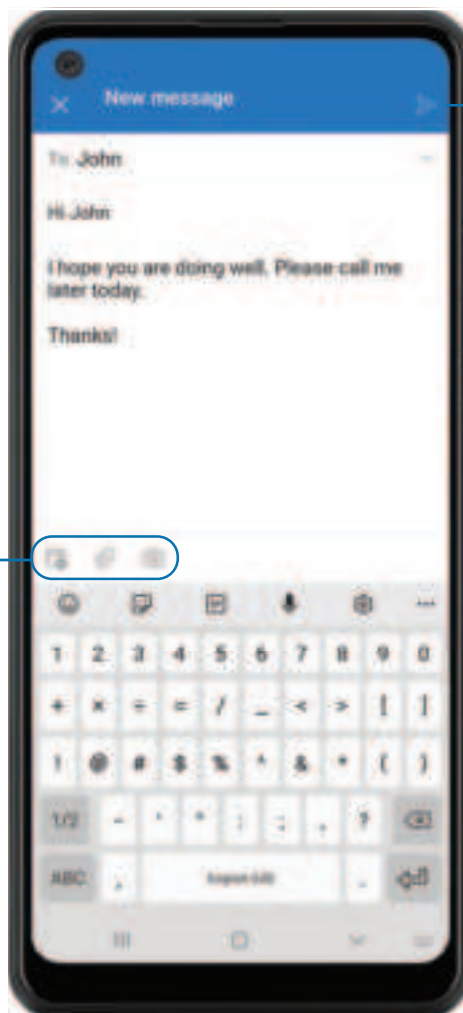 New message
To: John
Hi John
I hope you are doing well. Please call me
later today.
Thanks!
1 2 3 4 5 6 7 8 9 0
+ × ÷ = / _ < > [ ]
! @ # $ % ^ & * ( )
1/2 - ' " : ; , ?
ABC , .